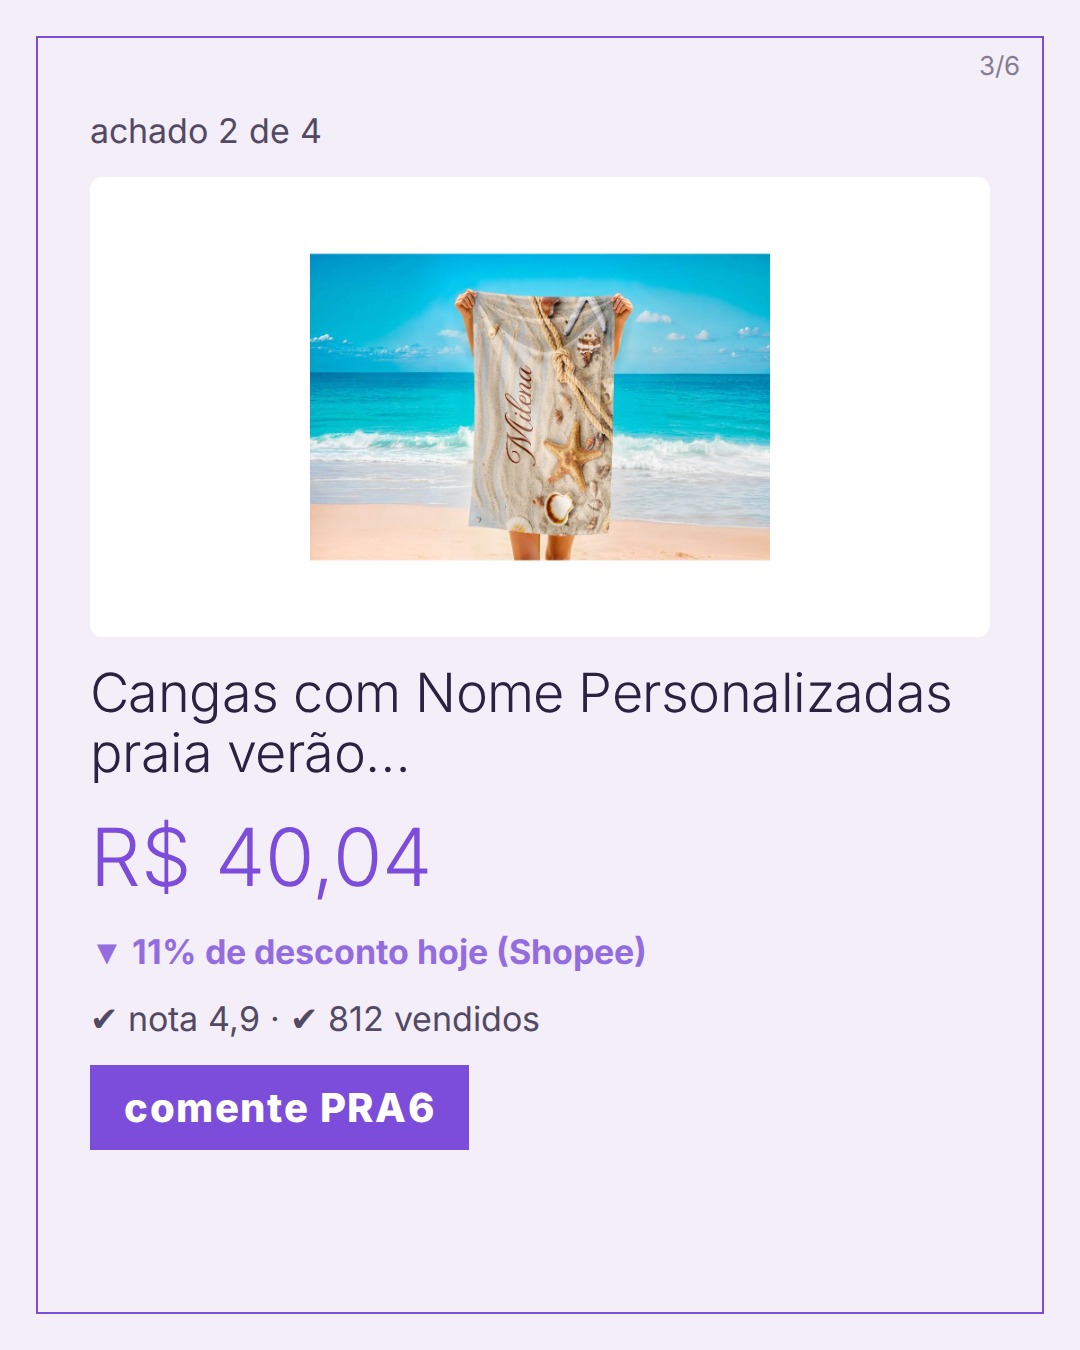 3/6
achado 2 de 4
Milena
Cangas com Nome Personalizadas
praia verão...
R$ 40,04
▼ 11% de desconto hoje (Shopee)
✔ nota 4,9 · ✔ 812 vendidos
comente PRA6